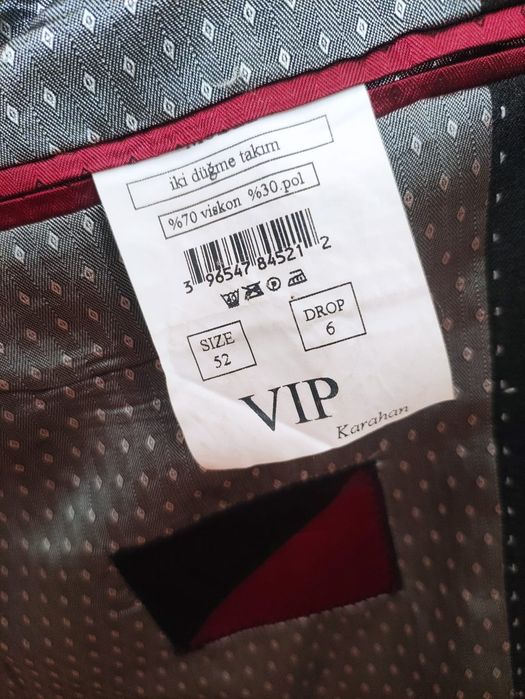 iki düğme takım
%70 viskon %30.pol
3 96547 84521 2
SIZE
52
DROP
6
VIP
Karahan